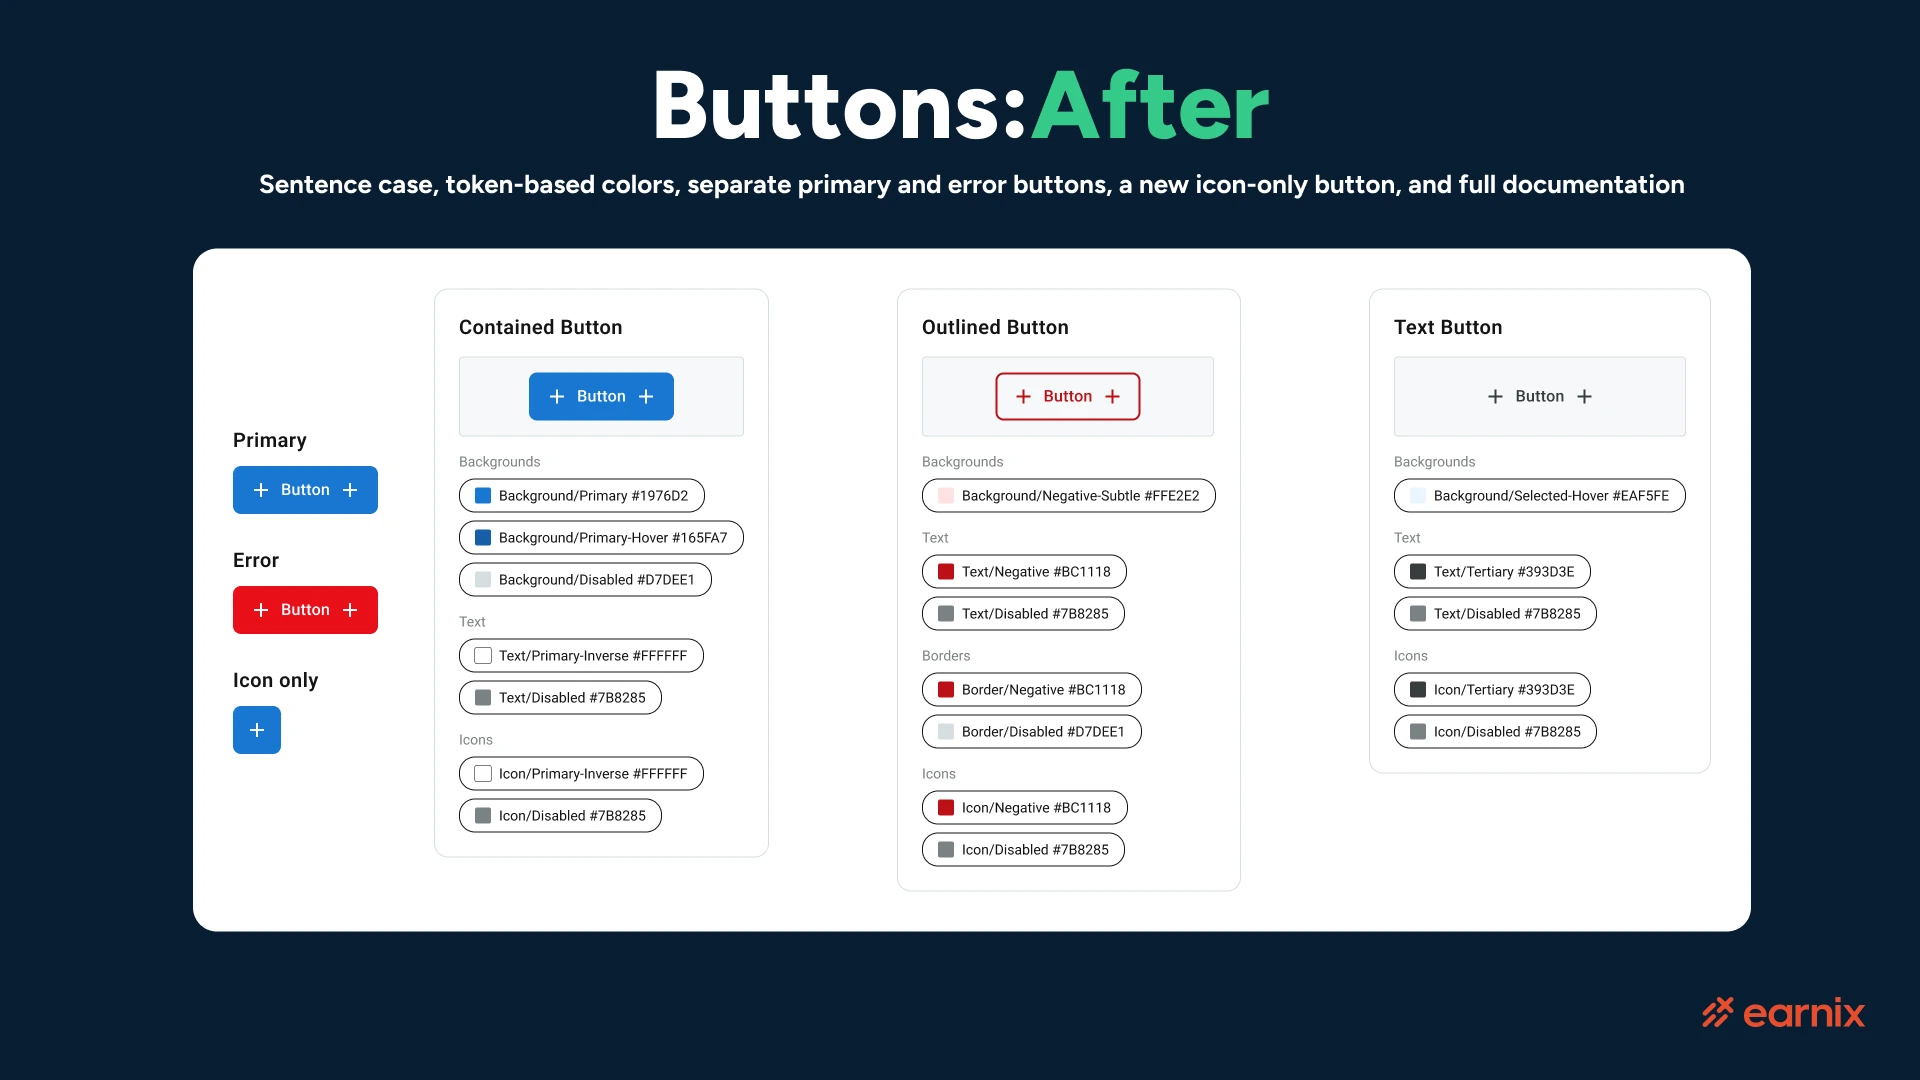 Buttons:After
Sentence case, token-based colors, separate primary and error buttons, a new icon-only button, and full documentation
Primary
Button
Error
Button
Icon only
Contained Button
Button
Backgrounds
Background/Primary #1976D2
Background/Primary-Hover #165FA7
Background/Disabled #D7DEE1
Text
Text/Primary-Inverse #FFFFFF
Text/Disabled #7B8285
Icons
Icon/Primary-Inverse #FFFFFF
Icon/Disabled #7B8285
Outlined Button
Button
Backgrounds
Background/Negative-Subtle #FFE2E2
Text
Text/Negative #BC1118
Text/Disabled #7B8285
Borders
Border/Negative #BC1118
Border/Disabled #D7DEE1
Icons
Icon/Negative #BC1118
Icon/Disabled #7B8285
Text Button
Button
Backgrounds
Background/Selected-Hover #EAF5FE
Text
Text/Tertiary #393D3E
Text/Disabled #7B8285
Icons
Icon/Tertiary #393D3E
Icon/Disabled #7B8285
earnix